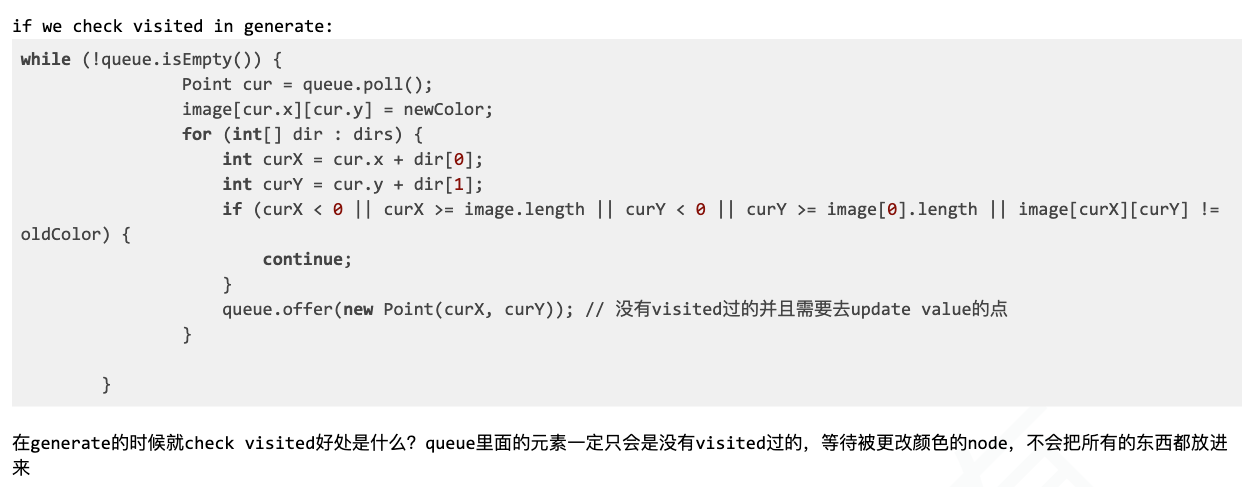 if we check visited in generate:
while (!queue.isEmpty()) {
Point cur = queue.poll();
image[cur.x][cur.y] = newColor;
for (int[] dir : dirs) {
int curX = cur.x + dir[0];
int curY = cur.y + dir[1];
if (curX < 0 || curX >= image.length || curY < 0 || curY >= image[0].length || image[curX][curY] !=
oldColor) {
continue;
}
queue.offer(new Point(curX, curY)); // 没有visited过的并且需要去update value的点
}
}
在generate的时候就check visited好处是什么？queue里面的元素一定只会是没有visited过的，等待被更改颜色的node，不会把所有的东西都放进
来